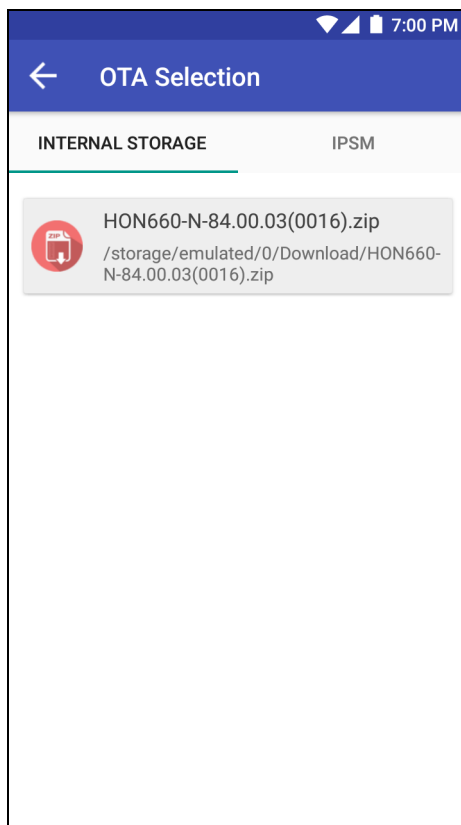 7:00 PM
OTA Selection
INTERNAL STORAGE
IPSM
ZIP
HON660-N-84.00.03(0016).zip
/storage/emulated/0/Download/HON660-
N-84.00.03(0016).zip